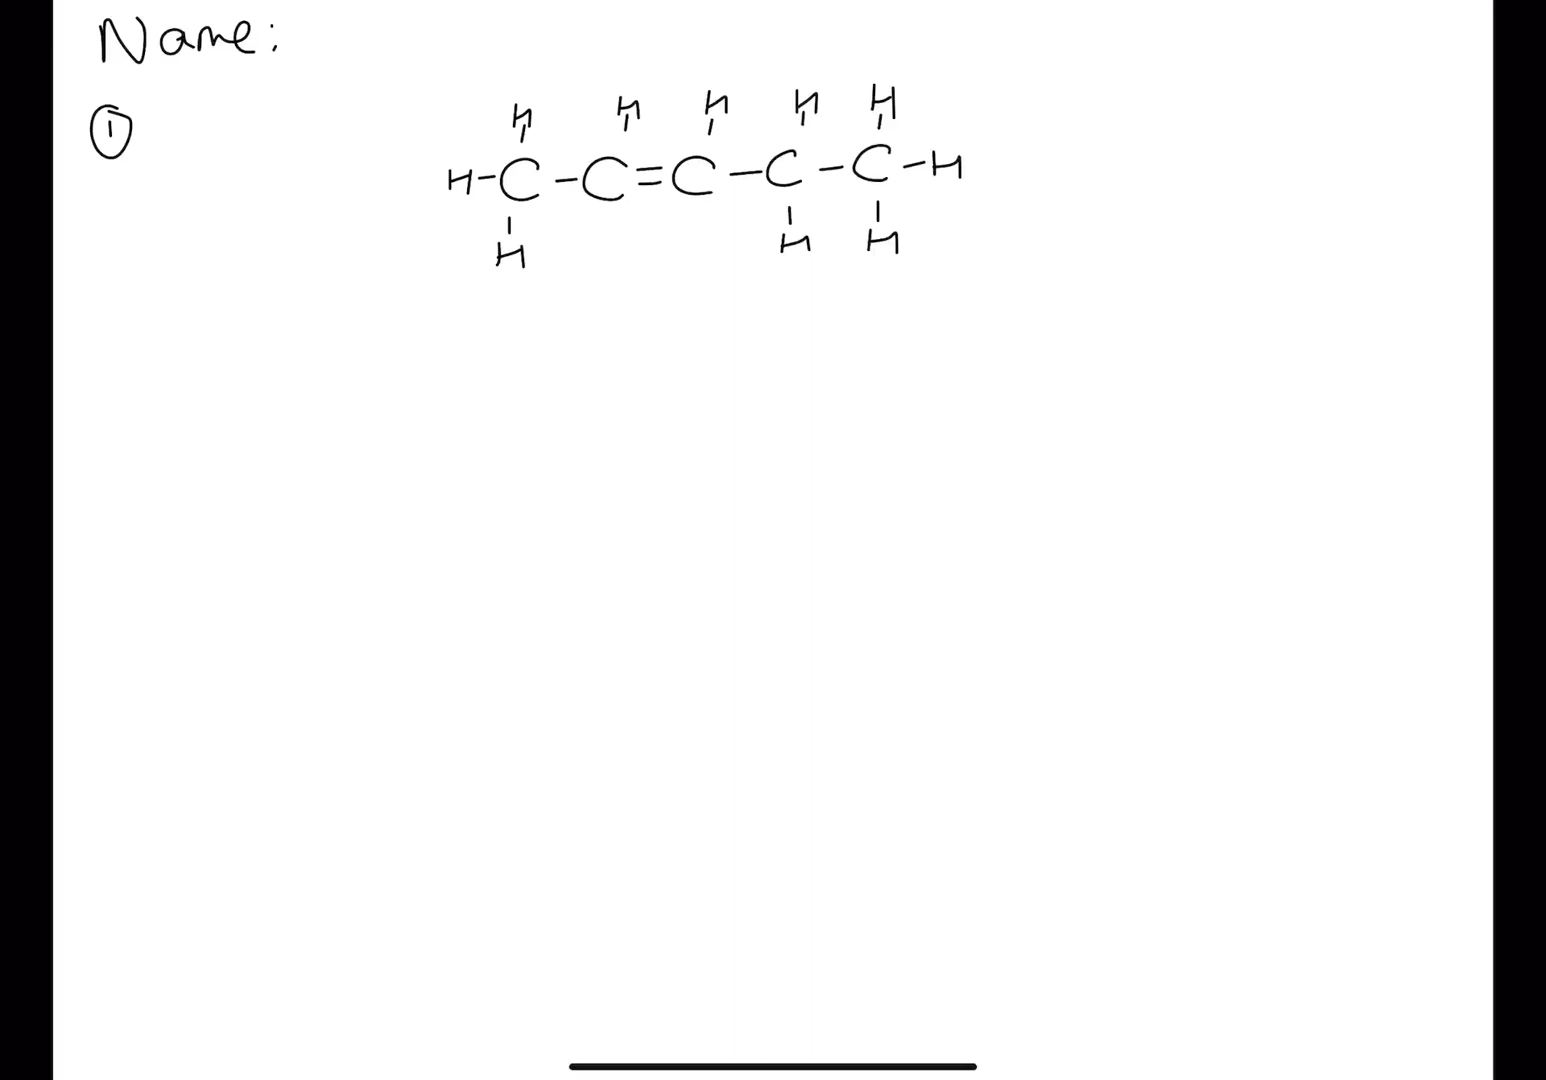 Name:
①
H H H H H
H-C-C=C-C-C-H
H H H